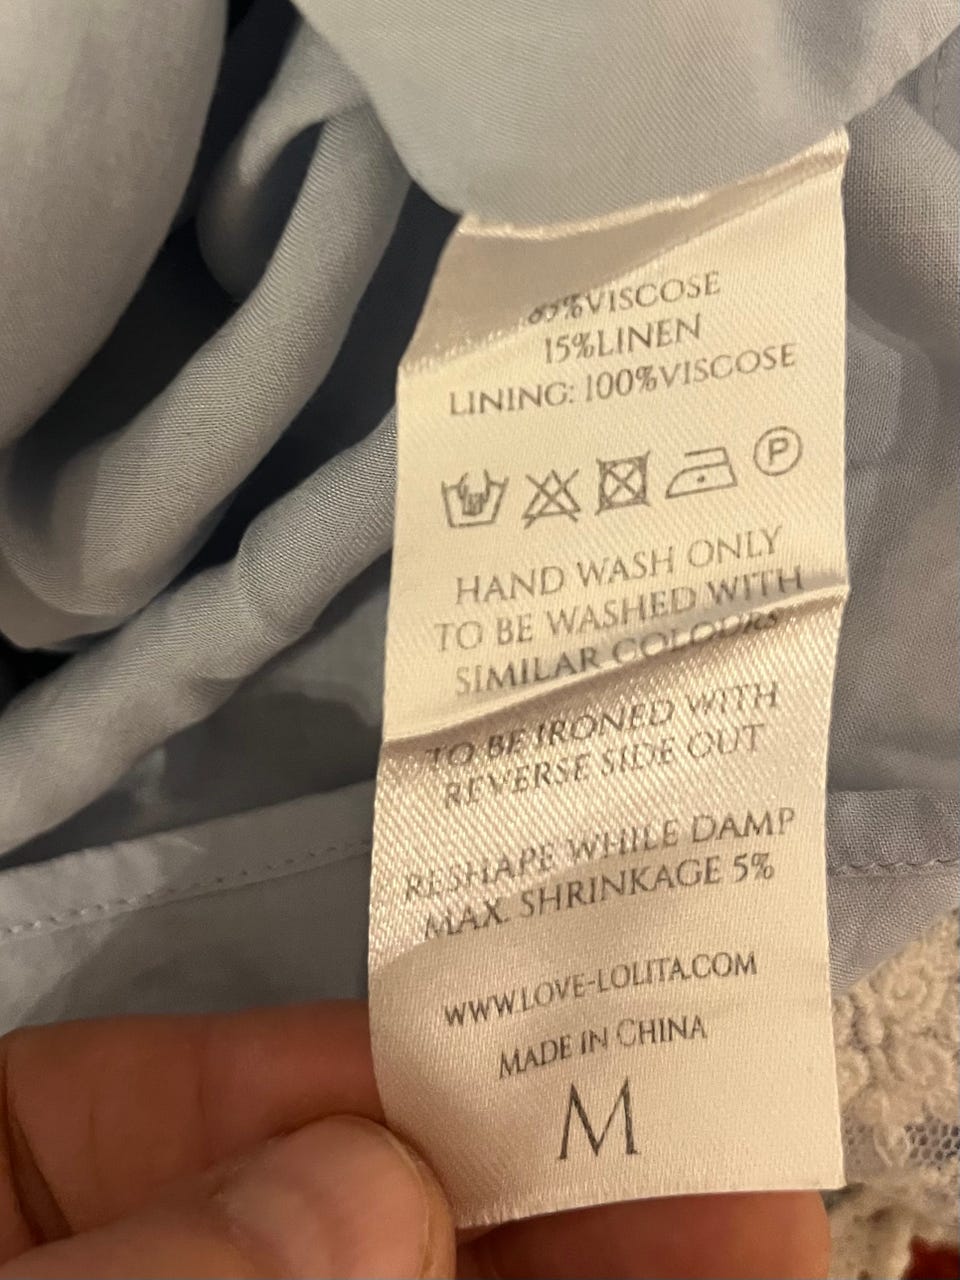 85%VISCOSE
15%LINEN
LINING: 100%VISCOSE
P
HAND WASH ONLY
TO BE WASHED WITH
SIMILAR COLOURS
TO BE IRONED WITH
REVERSE SIDE OUT
RESHAPE WHILE DAMP
MAX. SHRINKAGE 5%
WWW.LOVE-LOLITA.COM
MADE IN CHINA
M